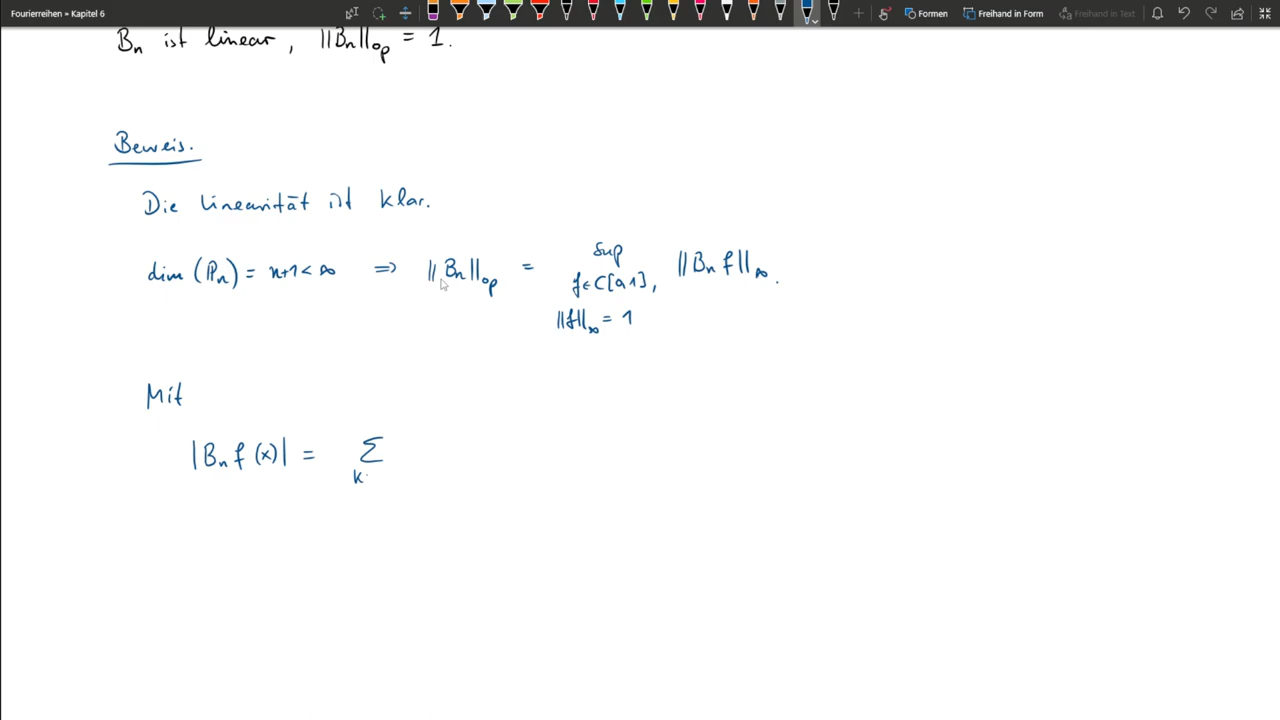 Fourierreihen » Kapitel 6
Formen Freihand in Form Freihand in Text
Bn ist linear, ||Bn||op = 1.
Beweis.
Die Linearität ist klar.
dim (Pn) = n+1 < ∞ ⇒ ||Bn||op = sup ||Bn f||∞.
f∈C[0,1],
||f||∞ = 1
Mit
|Bn f (x)| = Σ
k